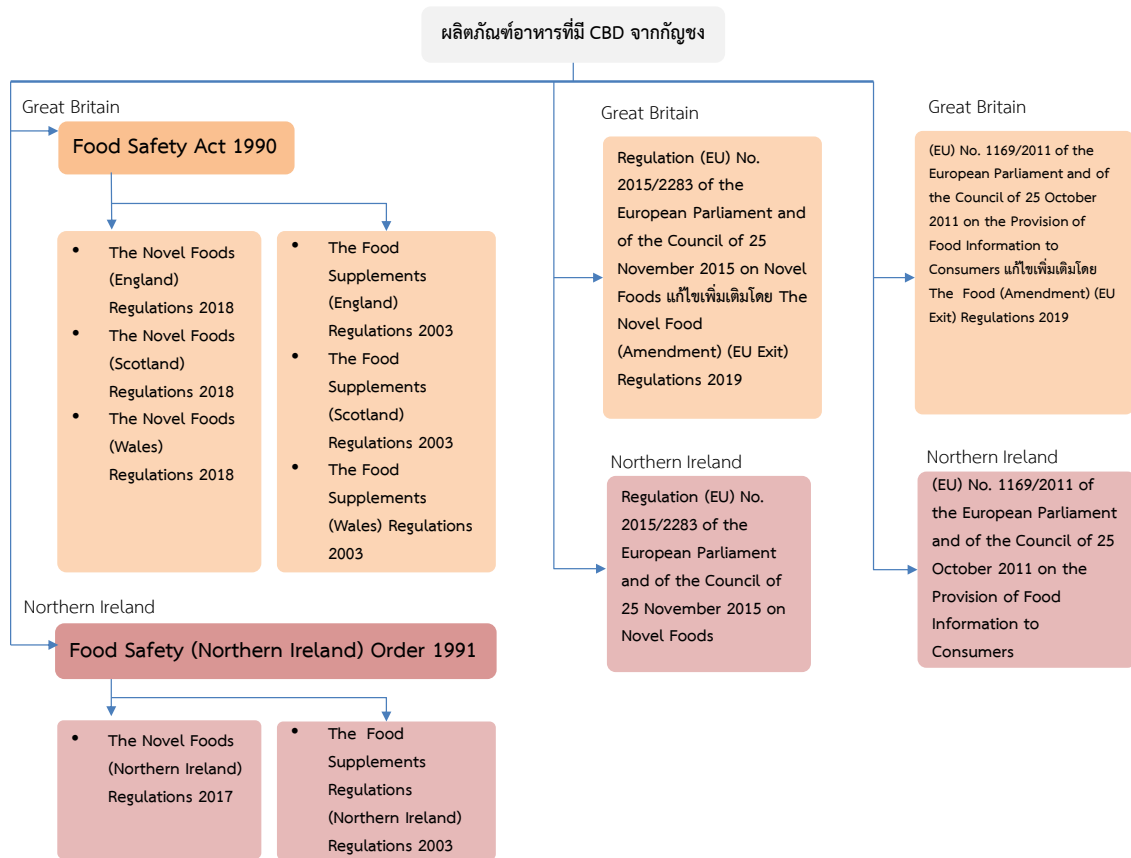 ผลิตภัณฑ์อาหารที่มี CBD จากกัญชง
Great Britain
Food Safety Act 1990
• The Novel Foods
(England)
Regulations 2018
• The Novel Foods
(Scotland)
Regulations 2018
• The Novel Foods
(Wales)
Regulations 2018
• The Food
Supplements
(England)
Regulations 2003
• The Food
Supplements
(Scotland)
Regulations 2003
• The Food
Supplements
(Wales) Regulations
2003
Northern Ireland
Food Safety (Northern Ireland) Order 1991
• The Novel Foods
(Northern Ireland)
Regulations 2017
• The Food
Supplements
Regulations
(Northern Ireland)
Regulations 2003
Great Britain
Regulation (EU) No.
2015/2283 of the
European Parliament and
of the Council of 25
November 2015 on Novel
Foods แก้ไขเพิ่มเติมโดย The
Novel Food
(Amendment) (EU Exit)
Regulations 2019
Northern Ireland
Regulation (EU) No.
2015/2283 of the
European Parliament
and of the Council of
25 November 2015 on
Novel Foods
Great Britain
(EU) No. 1169/2011 of the
European Parliament and of
the Council of 25 October
2011 on the Provision of
Food Information to
Consumers แก้ไขเพิ่มเติมโดย
The Food (Amendment) (EU
Exit) Regulations 2019
Northern Ireland
(EU) No. 1169/2011 of
the European Parliament
and of the Council of 25
October 2011 on the
Provision of Food
Information to
Consumers